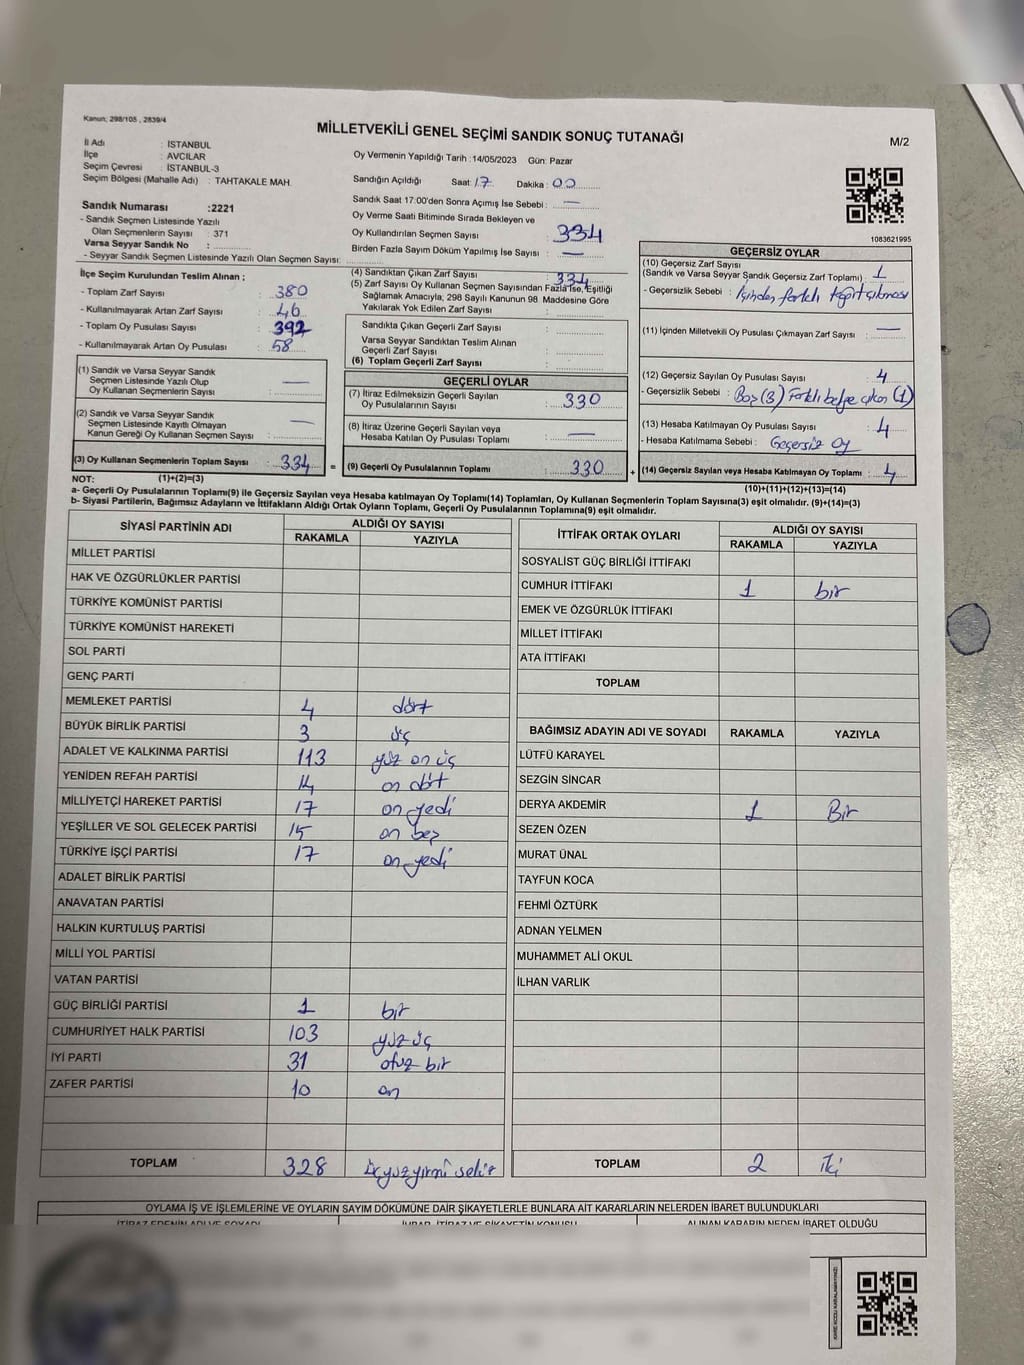 Kanun; 298/105 , 2839/4
MİLLETVEKİLİ GENEL SEÇİMİ SANDIK SONUÇ TUTANAĞI
M/2
İl Adı : İSTANBUL
İlçe : AVCILAR
Seçim Çevresi : İSTANBUL-3
Seçim Bölgesi (Mahalle Adı) : TAHTAKALE MAH.
Oy Vermenin Yapıldığı Tarih : 14/05/2023 Gün: Pazar
Sandığın Açıldığı Saat : 17 Dakika : 00
Sandık Saat 17:00'den Sonra Açılmış İse Sebebi : —
Oy Verme Saati Bitiminde Sırada Bekleyen ve
Oy Kullandırılan Seçmen Sayısı : 334
Birden Fazla Sayım Döküm Yapılmış İse Sayısı : —
Sandık Numarası :2221
- Sandık Seçmen Listesinde Yazılı
Olan Seçmenlerin Sayısı : 371
Varsa Seyyar Sandık No :
- Seyyar Sandık Seçmen Listesinde Yazılı Olan Seçmen Sayısı:
1083621995
İlçe Seçim Kurulundan Teslim Alınan ;
- Toplam Zarf Sayısı : 380
- Kullanılmayarak Artan Zarf Sayısı : 46
- Toplam Oy Pusulası Sayısı : 392
- Kullanılmayarak Artan Oy Pusulası : 58
(4) Sandıktan Çıkan Zarf Sayısı : 334
(5) Zarf Sayısı Oy Kullanan Seçmen Sayısından Fazla İse, Eşitliği
Sağlamak Amacıyla; 298 Sayılı Kanunun 98. Maddesine Göre
Yakılarak Yok Edilen Zarf Sayısı :
Sandıkta Çıkan Geçerli Zarf Sayısı :
Varsa Seyyar Sandıktan Teslim Alınan
Geçerli Zarf Sayısı :
(6) Toplam Geçerli Zarf Sayısı :
GEÇERSİZ OYLAR
(10) Geçersiz Zarf Sayısı
(Sandık ve Varsa Seyyar Sandık Geçersiz Zarf Toplamı) : 1
- Geçersizlik Sebebi : İçinden farklı kağıt çıkması
(11) İçinden Milletvekili Oy Pusulası Çıkmayan Zarf Sayısı : —
(12) Geçersiz Sayılan Oy Pusulası Sayısı : 4
- Geçersizlik Sebebi : Boş (3) Farklı belge çıkan (1)
(13) Hesaba Katılmayan Oy Pusulası Sayısı : 4
- Hesaba Katılmama Sebebi : Geçersiz oy
(14) Geçersiz Sayılan veya Hesaba Katılmayan Oy Toplamı : 4
(10)+(11)+(12)+(13)=(14)
(1) Sandık ve Varsa Seyyar Sandık
Seçmen Listesinde Yazılı Olup
Oy Kullanan Seçmenlerin Sayısı : —
(2) Sandık ve Varsa Seyyar Sandık
Seçmen Listesinde Kayıtlı Olmayan
Kanun Gereği Oy Kullanan Seçmen Sayısı : —
(3) Oy Kullanan Seçmenlerin Toplam Sayısı : 334 =
(1)+(2)=(3)
GEÇERLİ OYLAR
(7) İtiraz Edilmeksizin Geçerli Sayılan
Oy Pusulalarının Sayısı : 330
(8) İtiraz Üzerine Geçerli Sayılan veya
Hesaba Katılan Oy Pusulası Toplamı : —
(9) Geçerli Oy Pusulalarının Toplamı : 330 +
NOT:
a- Geçerli Oy Pusulalarının Toplamı(9) ile Geçersiz Sayılan veya Hesaba katılmayan Oy Toplamı(14) Toplamları, Oy Kullanan Seçmenlerin Toplam Sayısına(3) eşit olmalıdır. (9)+(14)=(3)
b- Siyasi Partilerin, Bağımsız Adayların ve İttifakların Aldığı Ortak Oyların Toplamı, Geçerli Oy Pusulalarının Toplamına(9) eşit olmalıdır.
SİYASİ PARTİNİN ADI ALDIĞI OY SAYISI
RAKAMLA YAZIYLA
MİLLET PARTİSİ
HAK VE ÖZGÜRLÜKLER PARTİSİ
TÜRKİYE KOMÜNİST PARTİSİ
TÜRKİYE KOMÜNİST HAREKETİ
SOL PARTİ
GENÇ PARTİ
MEMLEKET PARTİSİ 4 dört
BÜYÜK BİRLİK PARTİSİ 3 üç
ADALET VE KALKINMA PARTİSİ 113 yüz on üç
YENİDEN REFAH PARTİSİ 14 on dört
MİLLİYETÇİ HAREKET PARTİSİ 17 on yedi
YEŞİLLER VE SOL GELECEK PARTİSİ 15 on beş
TÜRKİYE İŞÇİ PARTİSİ 17 on yedi
ADALET BİRLİK PARTİSİ
ANAVATAN PARTİSİ
HALKIN KURTULUŞ PARTİSİ
MİLLİ YOL PARTİSİ
VATAN PARTİSİ
GÜÇ BİRLİĞİ PARTİSİ 1 bir
CUMHURİYET HALK PARTİSİ 103 yüz üç
İYİ PARTİ 31 otuz bir
ZAFER PARTİSİ 10 on
TOPLAM 328 üçyüzyirmi sekiz
İTTİFAK ORTAK OYLARI ALDIĞI OY SAYISI
RAKAMLA YAZIYLA
SOSYALİST GÜÇ BİRLİĞİ İTTİFAKI
CUMHUR İTTİFAKI 1 bir
EMEK VE ÖZGÜRLÜK İTTİFAKI
MİLLET İTTİFAKI
ATA İTTİFAKI
TOPLAM
BAĞIMSIZ ADAYIN ADI VE SOYADI RAKAMLA YAZIYLA
LÜTFÜ KARAYEL
SEZGİN SİNCAR
DERYA AKDEMİR 1 Bir
SEZEN ÖZEN
MURAT ÜNAL
TAYFUN KOCA
FEHMİ ÖZTÜRK
ADNAN YELMEN
MUHAMMET ALİ OKUL
İLHAN VARLIK
TOPLAM 2 İki
OYLAMA İŞ VE İŞLEMLERİNE VE OYLARIN SAYIM DÖKÜMÜNE DAİR ŞİKAYETLERLE BUNLARA AİT KARARLARIN NELERDEN İBARET BULUNDUKLARI
İTİRAZ EDENİN ADI VE SOYADI İHBAR, İTİRAZ VE ŞİKAYETİN KONUSU ALINAN KARARIN NEDEN İBARET OLDUĞU